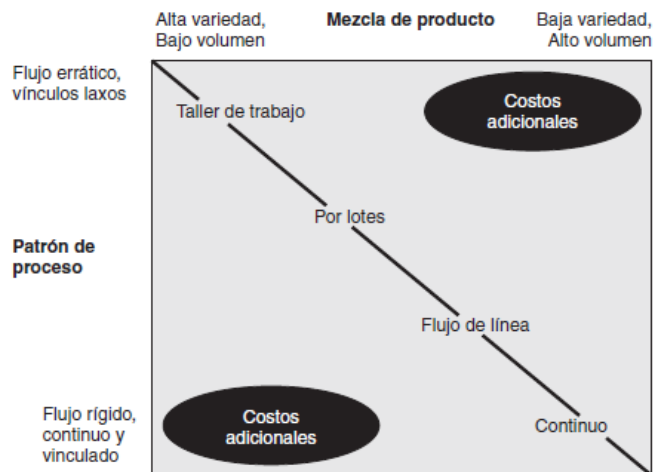 Alta variedad,
Bajo volumen
Mezcla de producto
Baja variedad,
Alto volumen
Flujo errático,
vínculos laxos
Taller de trabajo
Costos
adicionales
Por lotes
Patrón de
proceso
Flujo de línea
Flujo rígido,
continuo y
vinculado
Costos
adicionales
Continuo